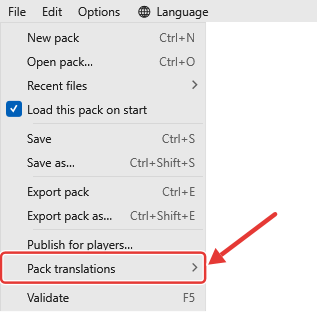 File Edit Options Language
New pack Ctrl+N
Open pack... Ctrl+O
Recent files
Load this pack on start
Save Ctrl+S
Save as... Ctrl+Shift+S
Export pack Ctrl+E
Export pack as... Ctrl+Shift+E
Publish for players...
Pack translations
Validate F5